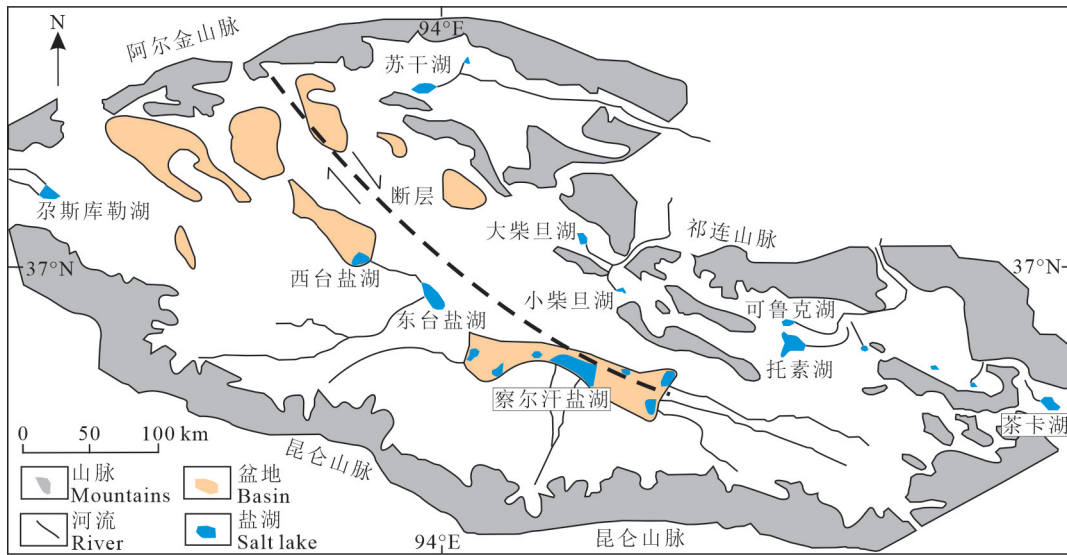 N
94°E
阿尔金山脉
苏干湖
尕斯库勒湖
断层
大柴旦湖
祁连山脉
37°N
37°N
西台盐湖
小柴旦湖
可鲁克湖
东台盐湖
托素湖
察尔汗盐湖
茶卡湖
0 50 100 km
昆仑山脉
山脉
Mountains
盆地
Basin
河流
River
盐湖
Salt lake
94°E
昆仑山脉